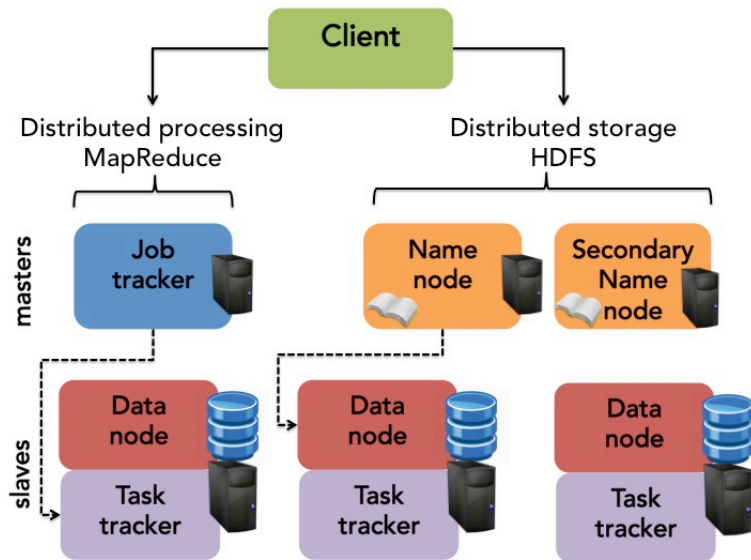 Client
Distributed processing
MapReduce
Distributed storage
HDFS
masters
Job
tracker
Name
node
Secondary
Name
node
slaves
Data
node
Data
node
Data
node
Task
tracker
Task
tracker
Task
tracker